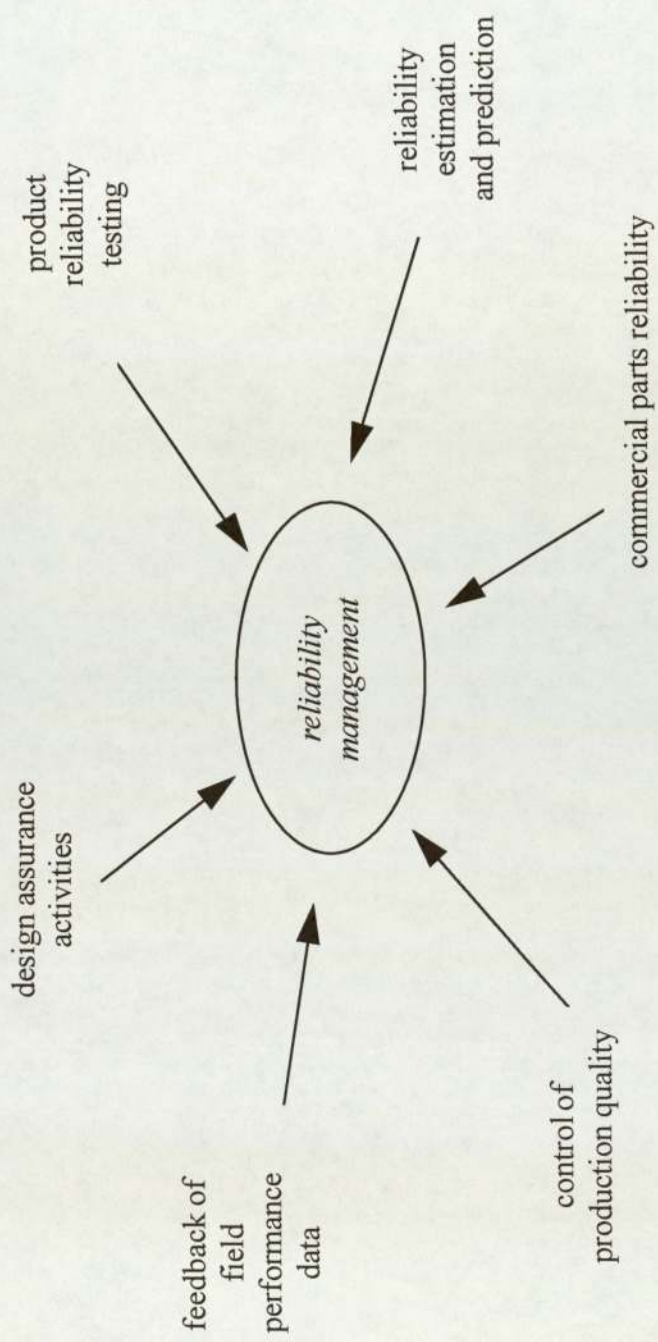 design assurance
activities
product
reliability
testing
feedback of
field
performance
data
reliability
management
reliability
estimation
and prediction
control of
production quality
commercial parts reliability